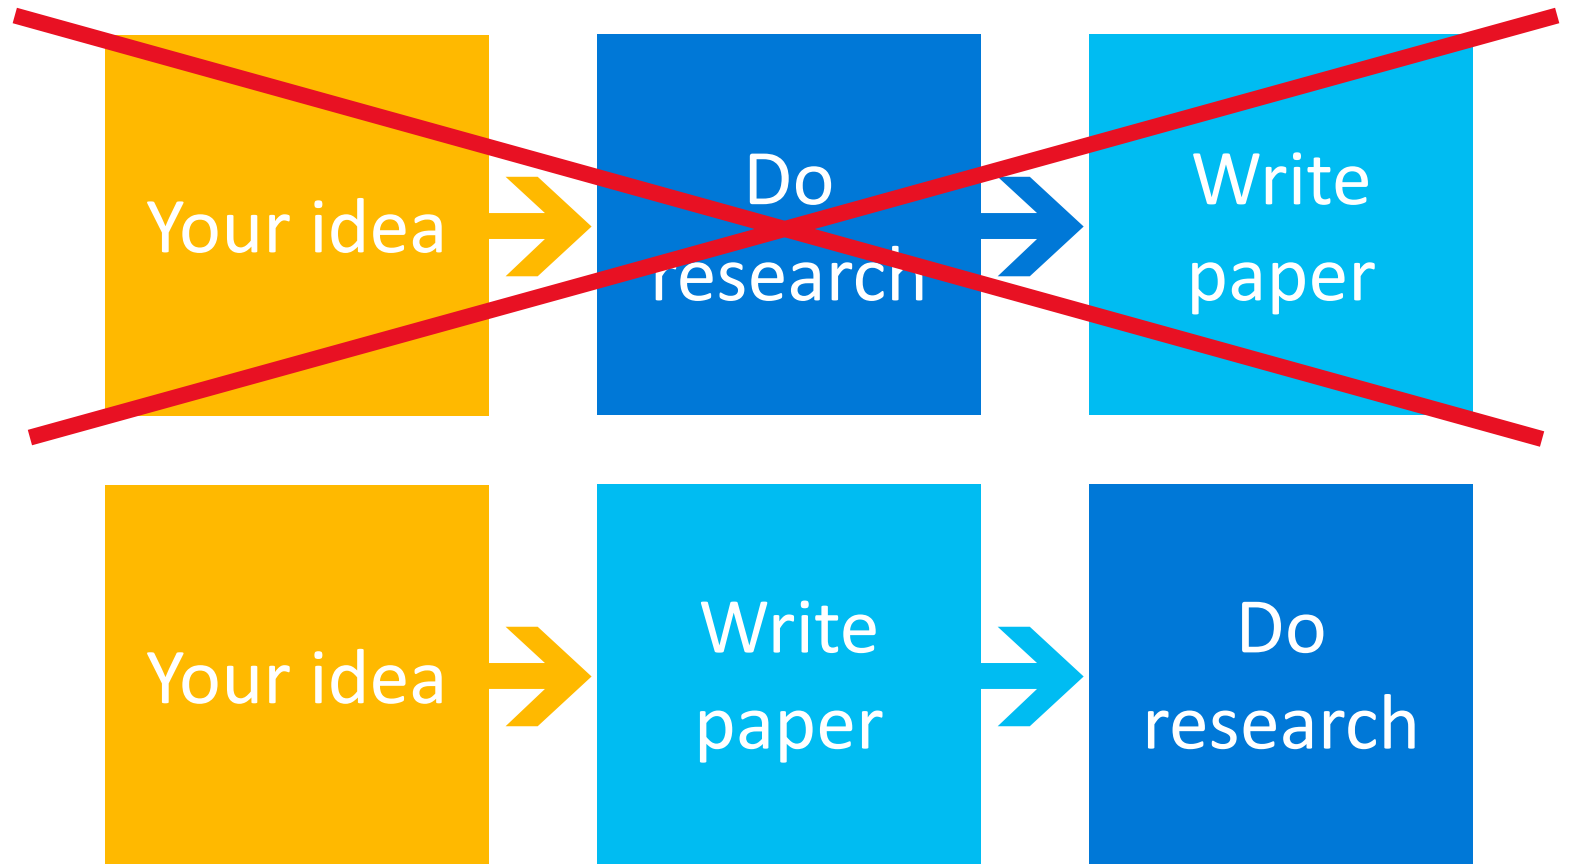 Your idea
Do
research
Write
paper
Your idea
Write
paper
Do
research